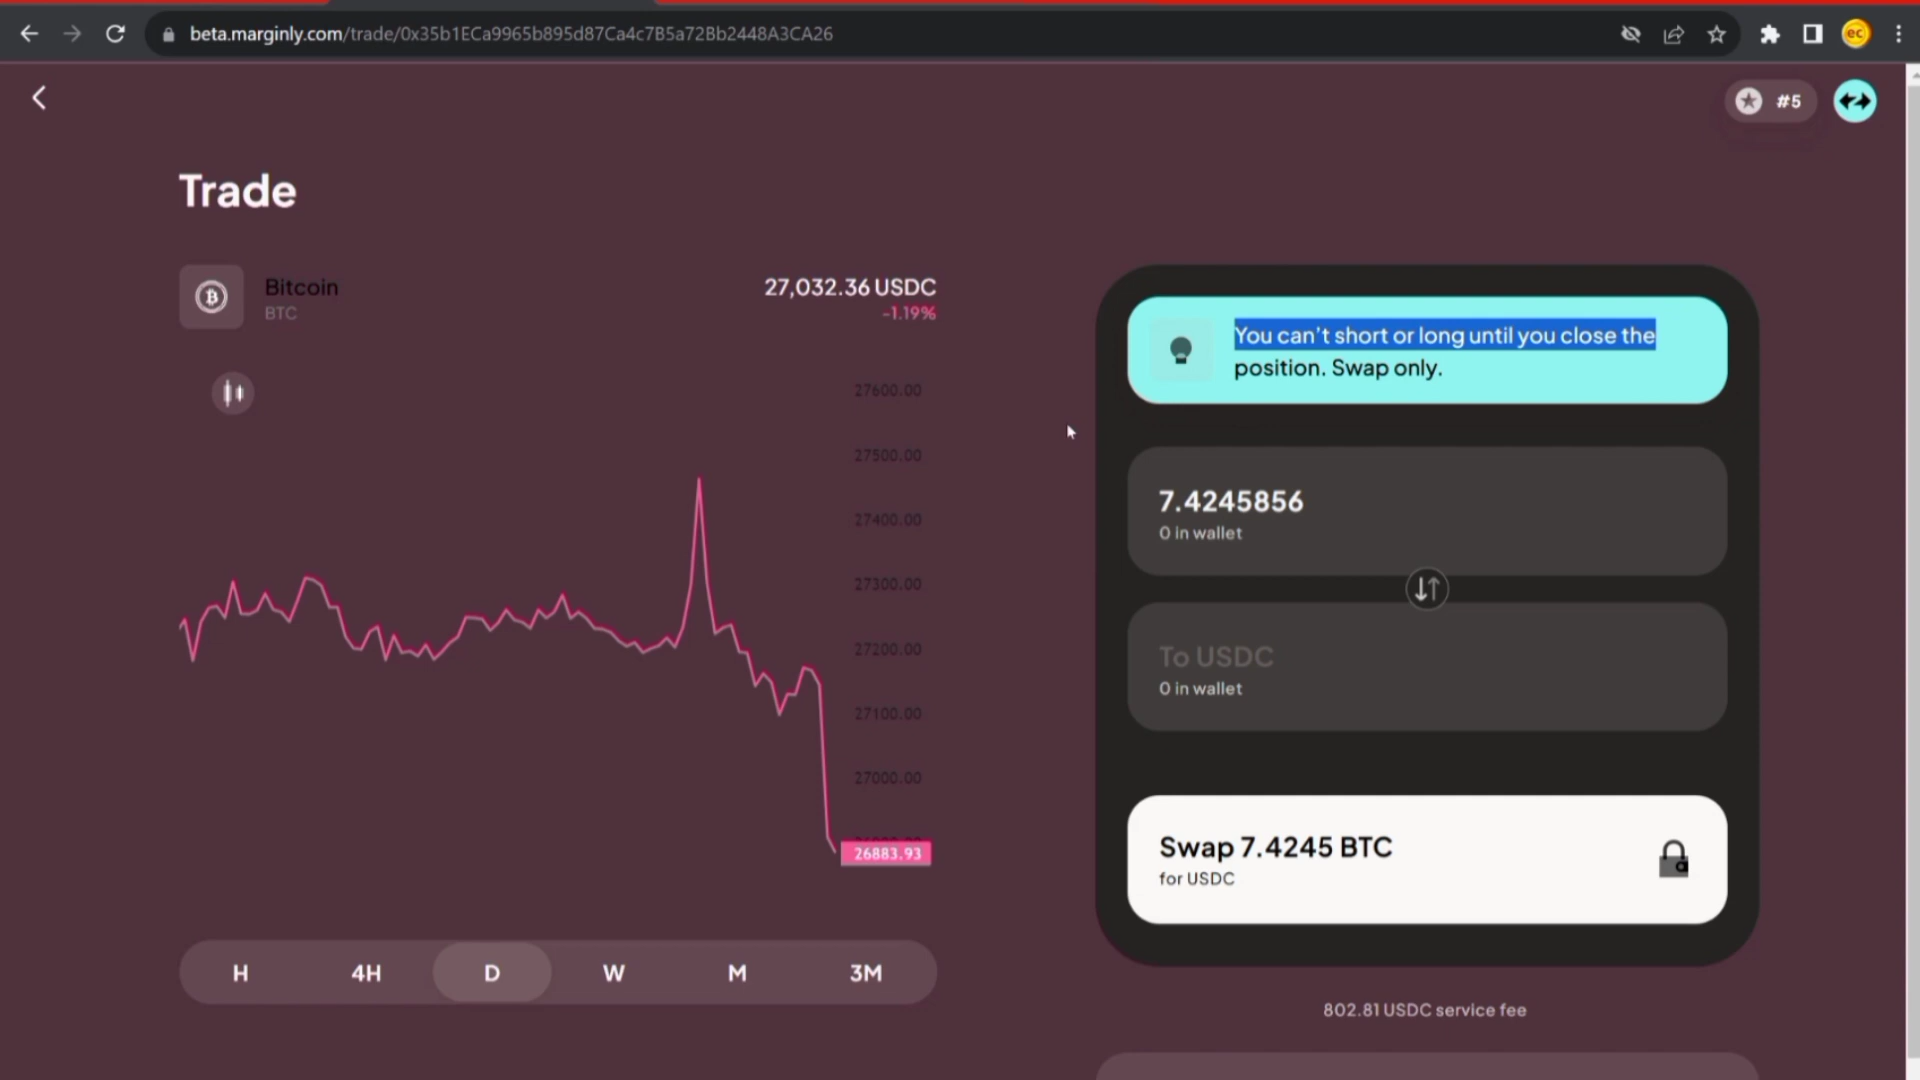 beta.marginly.com/trade/0x35b1ECa9965b895d87Ca4c7B5a72Bb2448A3CA26
ec
#5
Trade
Bitcoin
BTC
27,032.36 USDC
-1.19%
27600.00
27500.00
27400.00
27300.00
27200.00
27100.00
27000.00
26883.93
H
4H
D
W
M
3M
You can't short or long until you close the
position. Swap only.
7.4245856
0 in wallet
To USDC
0 in wallet
Swap 7.4245 BTC
for USDC
802.81 USDC service fee